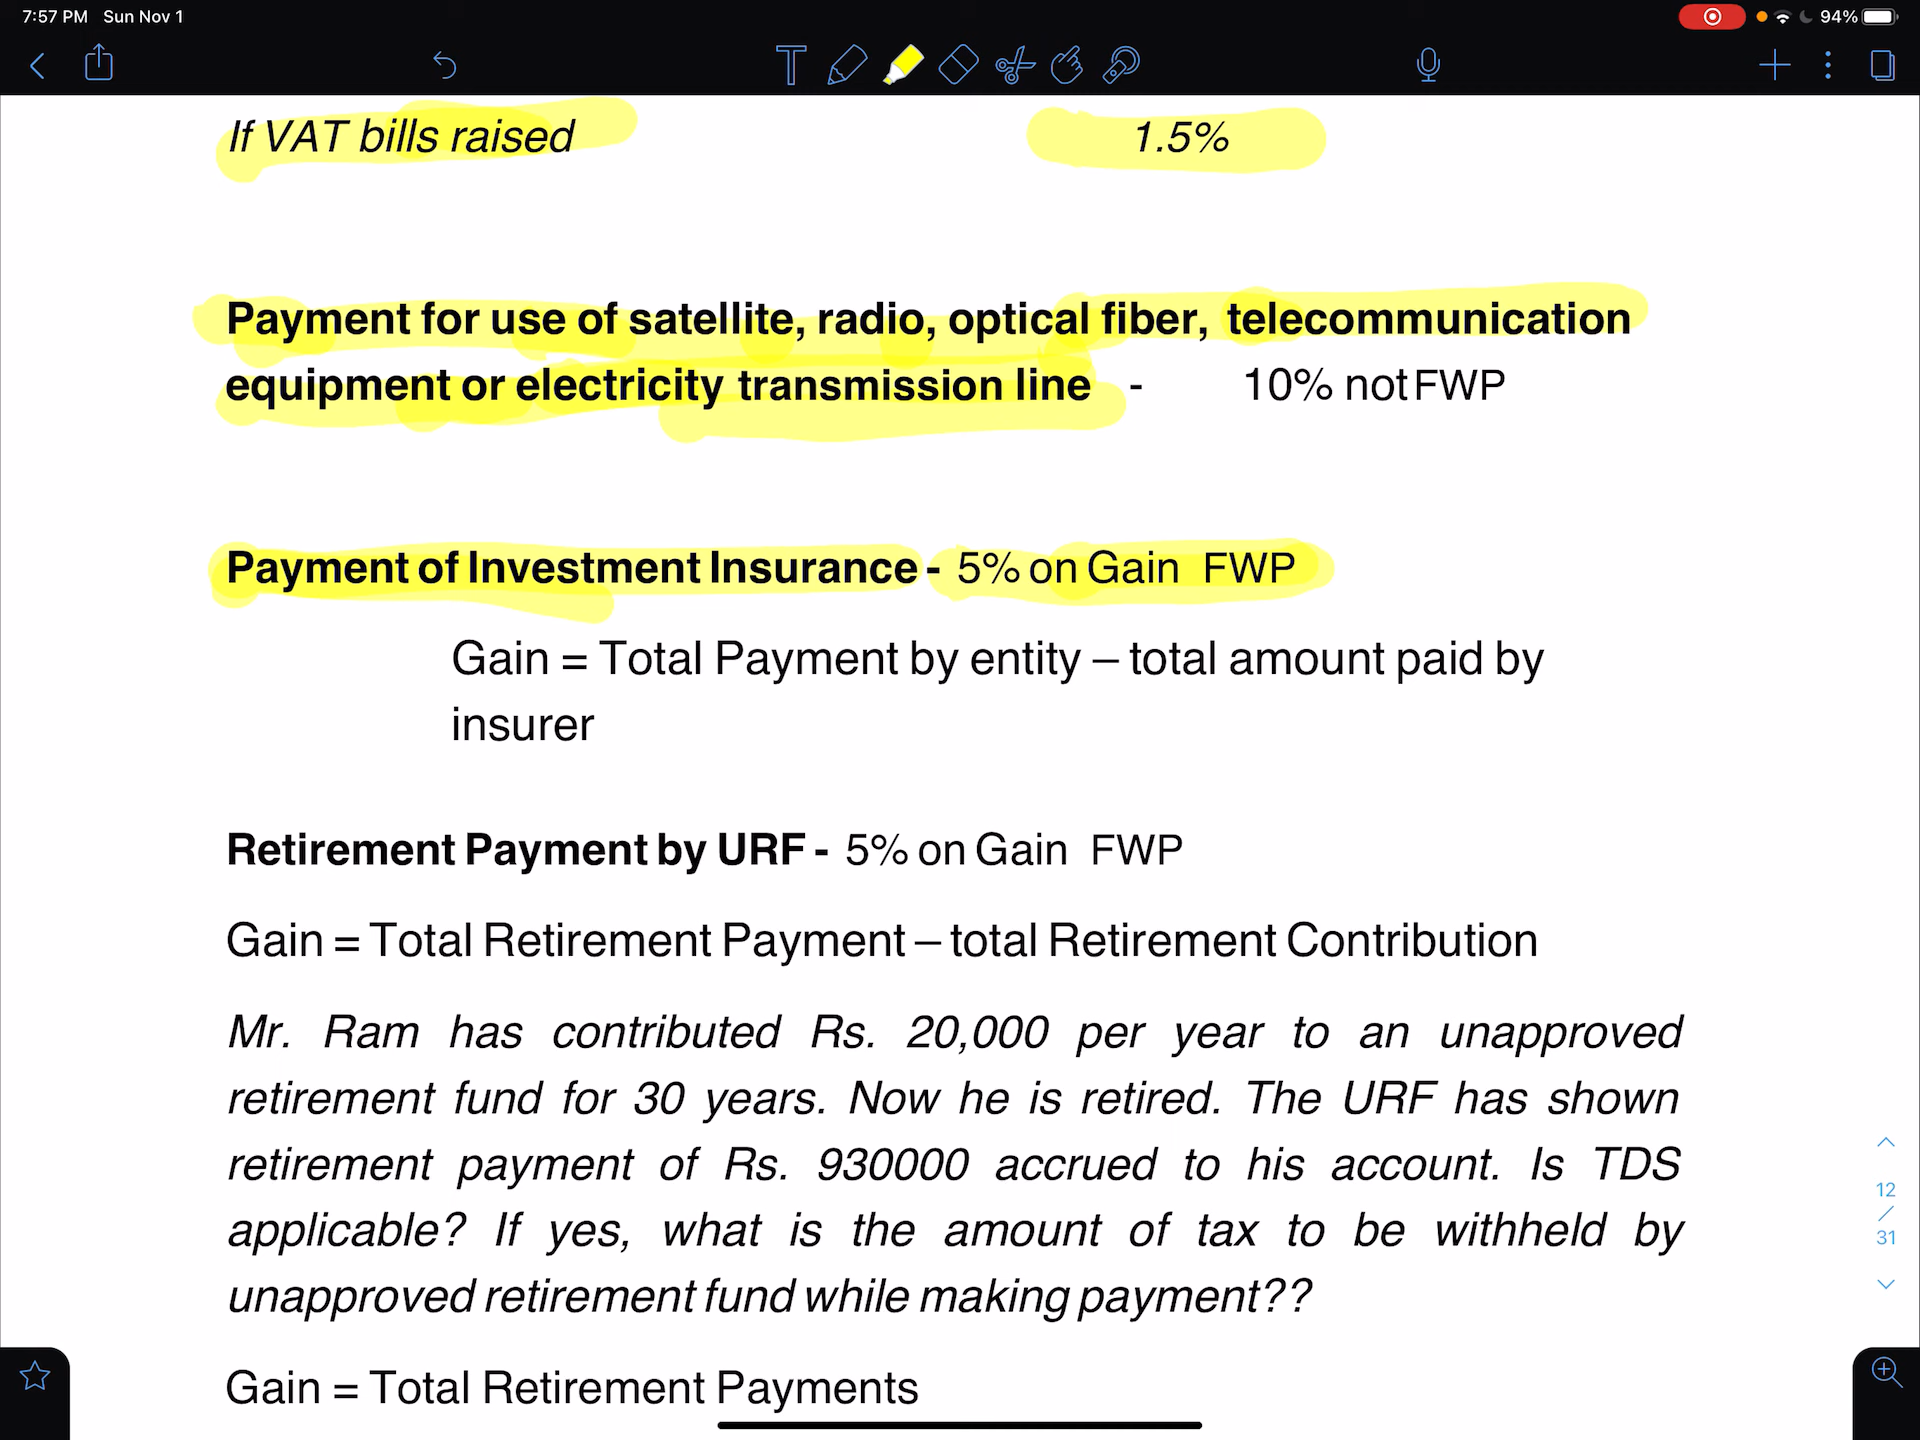 7:57 PM Sun Nov 1
94%
If VAT bills raised 1.5%
Payment for use of satellite, radio, optical fiber, telecommunication
equipment or electricity transmission line - 10% not FWP
Payment of Investment Insurance - 5% on Gain FWP
Gain = Total Payment by entity – total amount paid by
insurer
Retirement Payment by URF - 5% on Gain FWP
Gain = Total Retirement Payment – total Retirement Contribution
Mr. Ram has contributed Rs. 20,000 per year to an unapproved
retirement fund for 30 years. Now he is retired. The URF has shown
retirement payment of Rs. 930000 accrued to his account. Is TDS
applicable? If yes, what is the amount of tax to be withheld by
unapproved retirement fund while making payment??
Gain = Total Retirement Payments
12
/
31